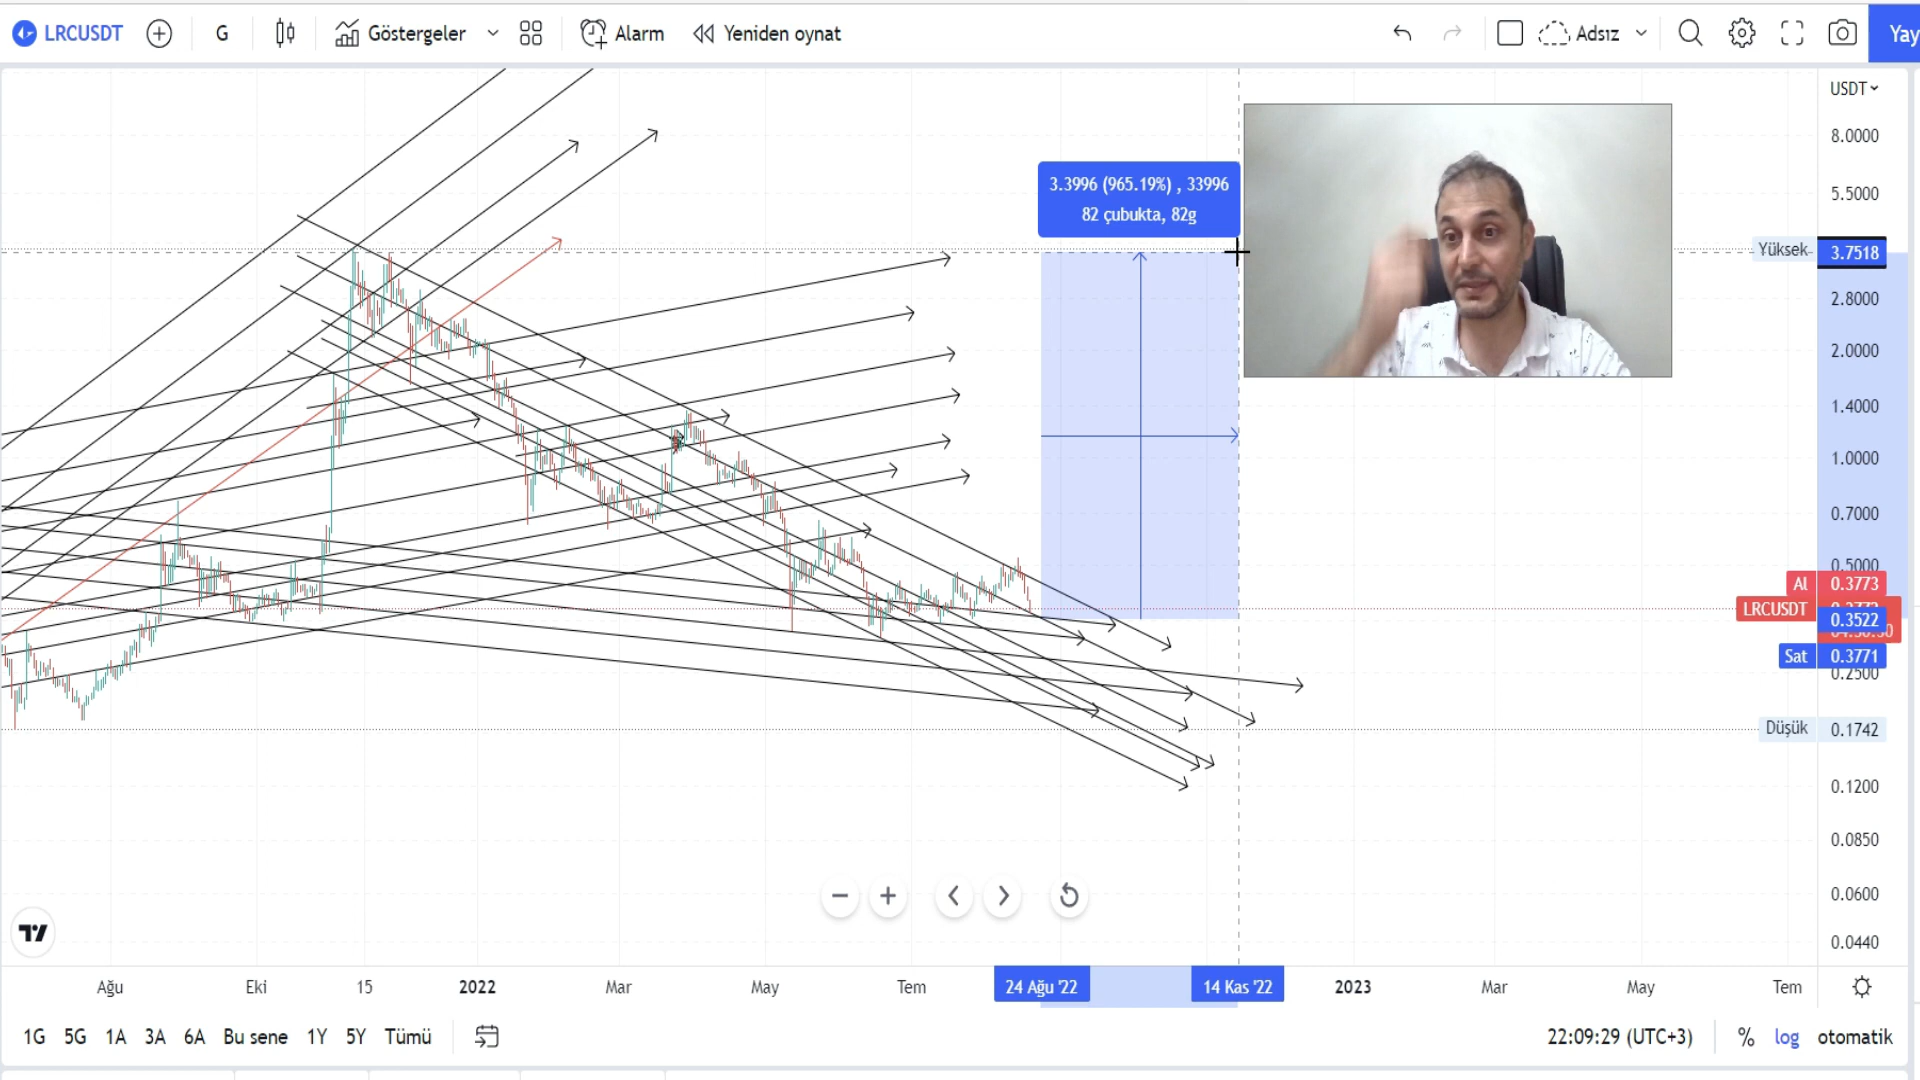 LRCUSDT
G
Göstergeler
Alarm
Yeniden oynat
Adsız
Yay
USDT
8.0000
5.5000
3.3996 (965.19%) , 33996
82 çubukta, 82g
Yüksek 3.7518
2.8000
2.0000
1.4000
1.0000
0.7000
0.5000
Al 0.3773
LRCUSDT
0.3522
Sat 0.3771
0.2500
Düşük 0.1742
0.1200
0.0850
0.0600
0.0440
Ağu Eki 15 2022 Mar May Tem 24 Ağu '22 14 Kas '22 2023 Mar May Tem
1G 5G 1A 3A 6A Bu sene 1Y 5Y Tümü 22:09:29 (UTC+3) % log otomatik